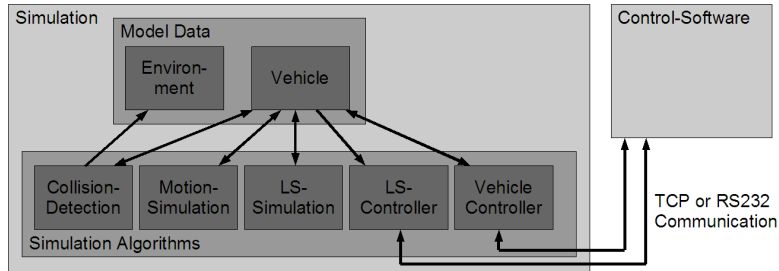 Simulation
Model Data
Environ-
ment
Vehicle
Control-Software
Collision-
Detection
Motion-
Simulation
LS-
Simulation
LS-
Controller
Vehicle
Controller
Simulation Algorithms
TCP or RS232
Communication